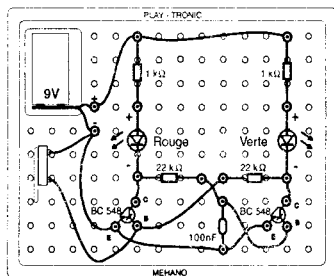 PLAY-TRONIC
9V
+
-
1 kΩ
1 kΩ
+
+
Rouge
Verte
-
-
22 kΩ
22 kΩ
C
C
BC 548
BC 548
B
B
E
E
100nF
MEHANO